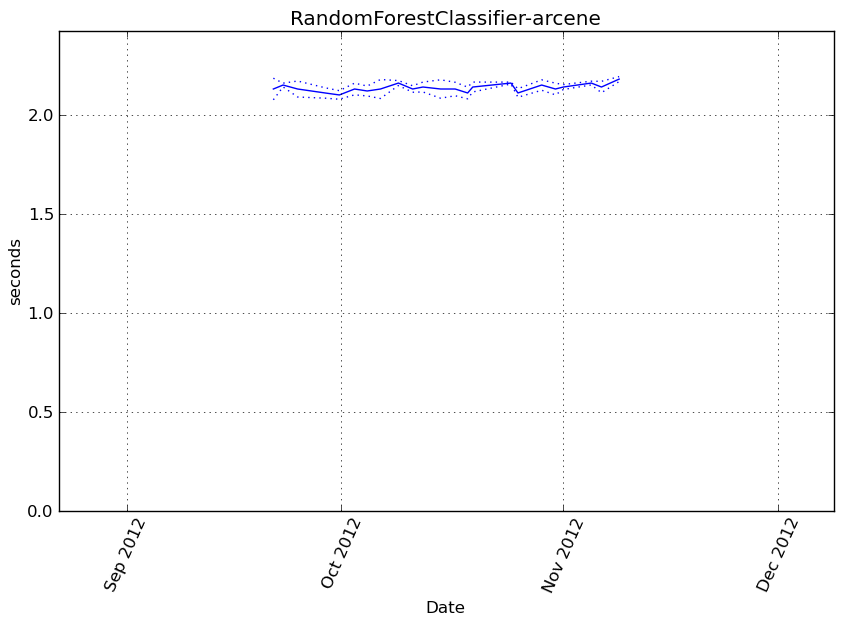 RandomForestClassifier-arcene
2.0
1.5
1.0
0.5
0.0
seconds
Sep 2012
Oct 2012
Nov 2012
Dec 2012
Date